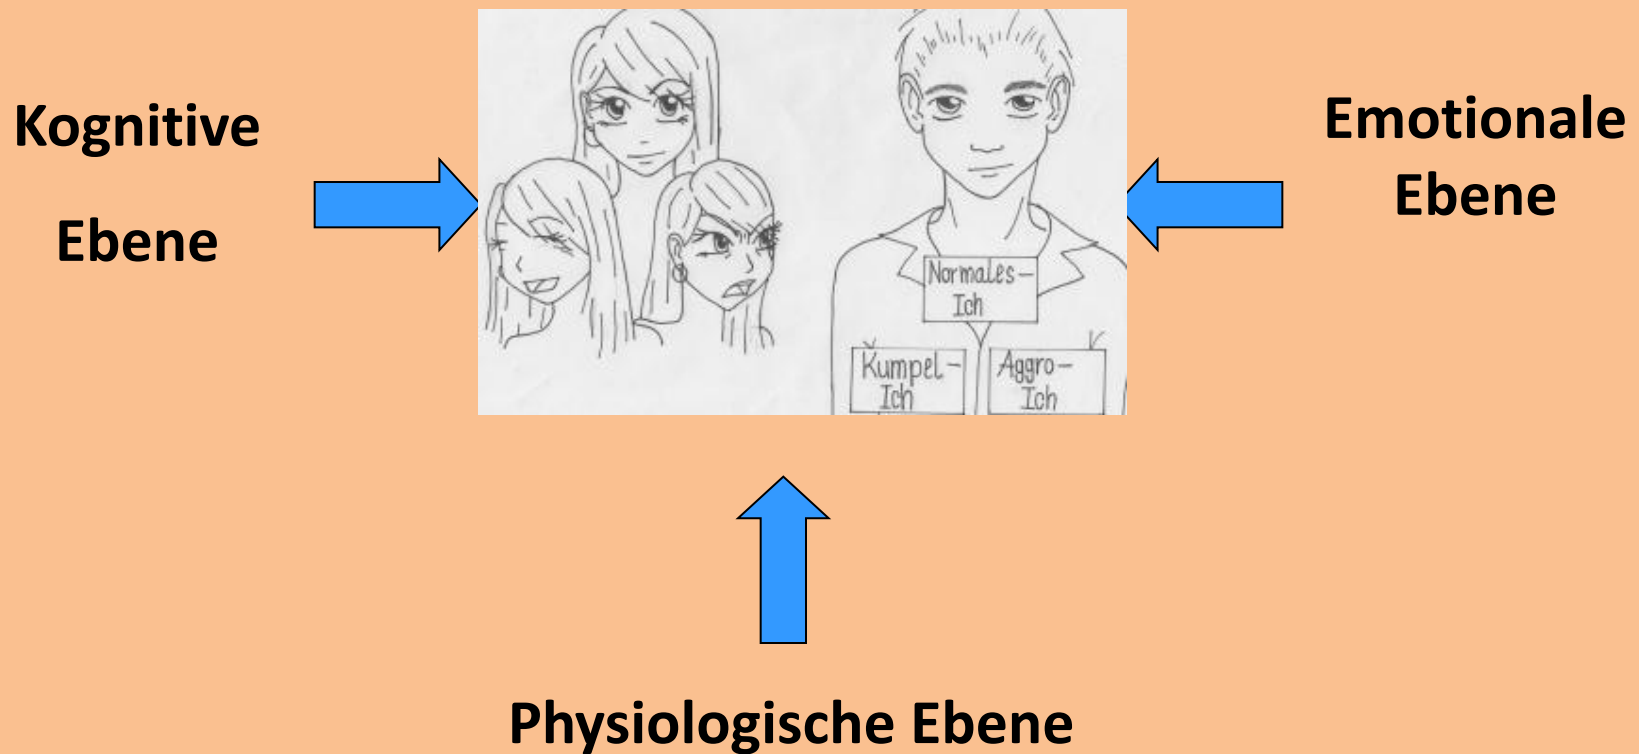 Kognitive
Ebene
Emotionale
Ebene
Normales-
Ich
Kumpel-
Ich
Aggro-
Ich
Physiologische Ebene